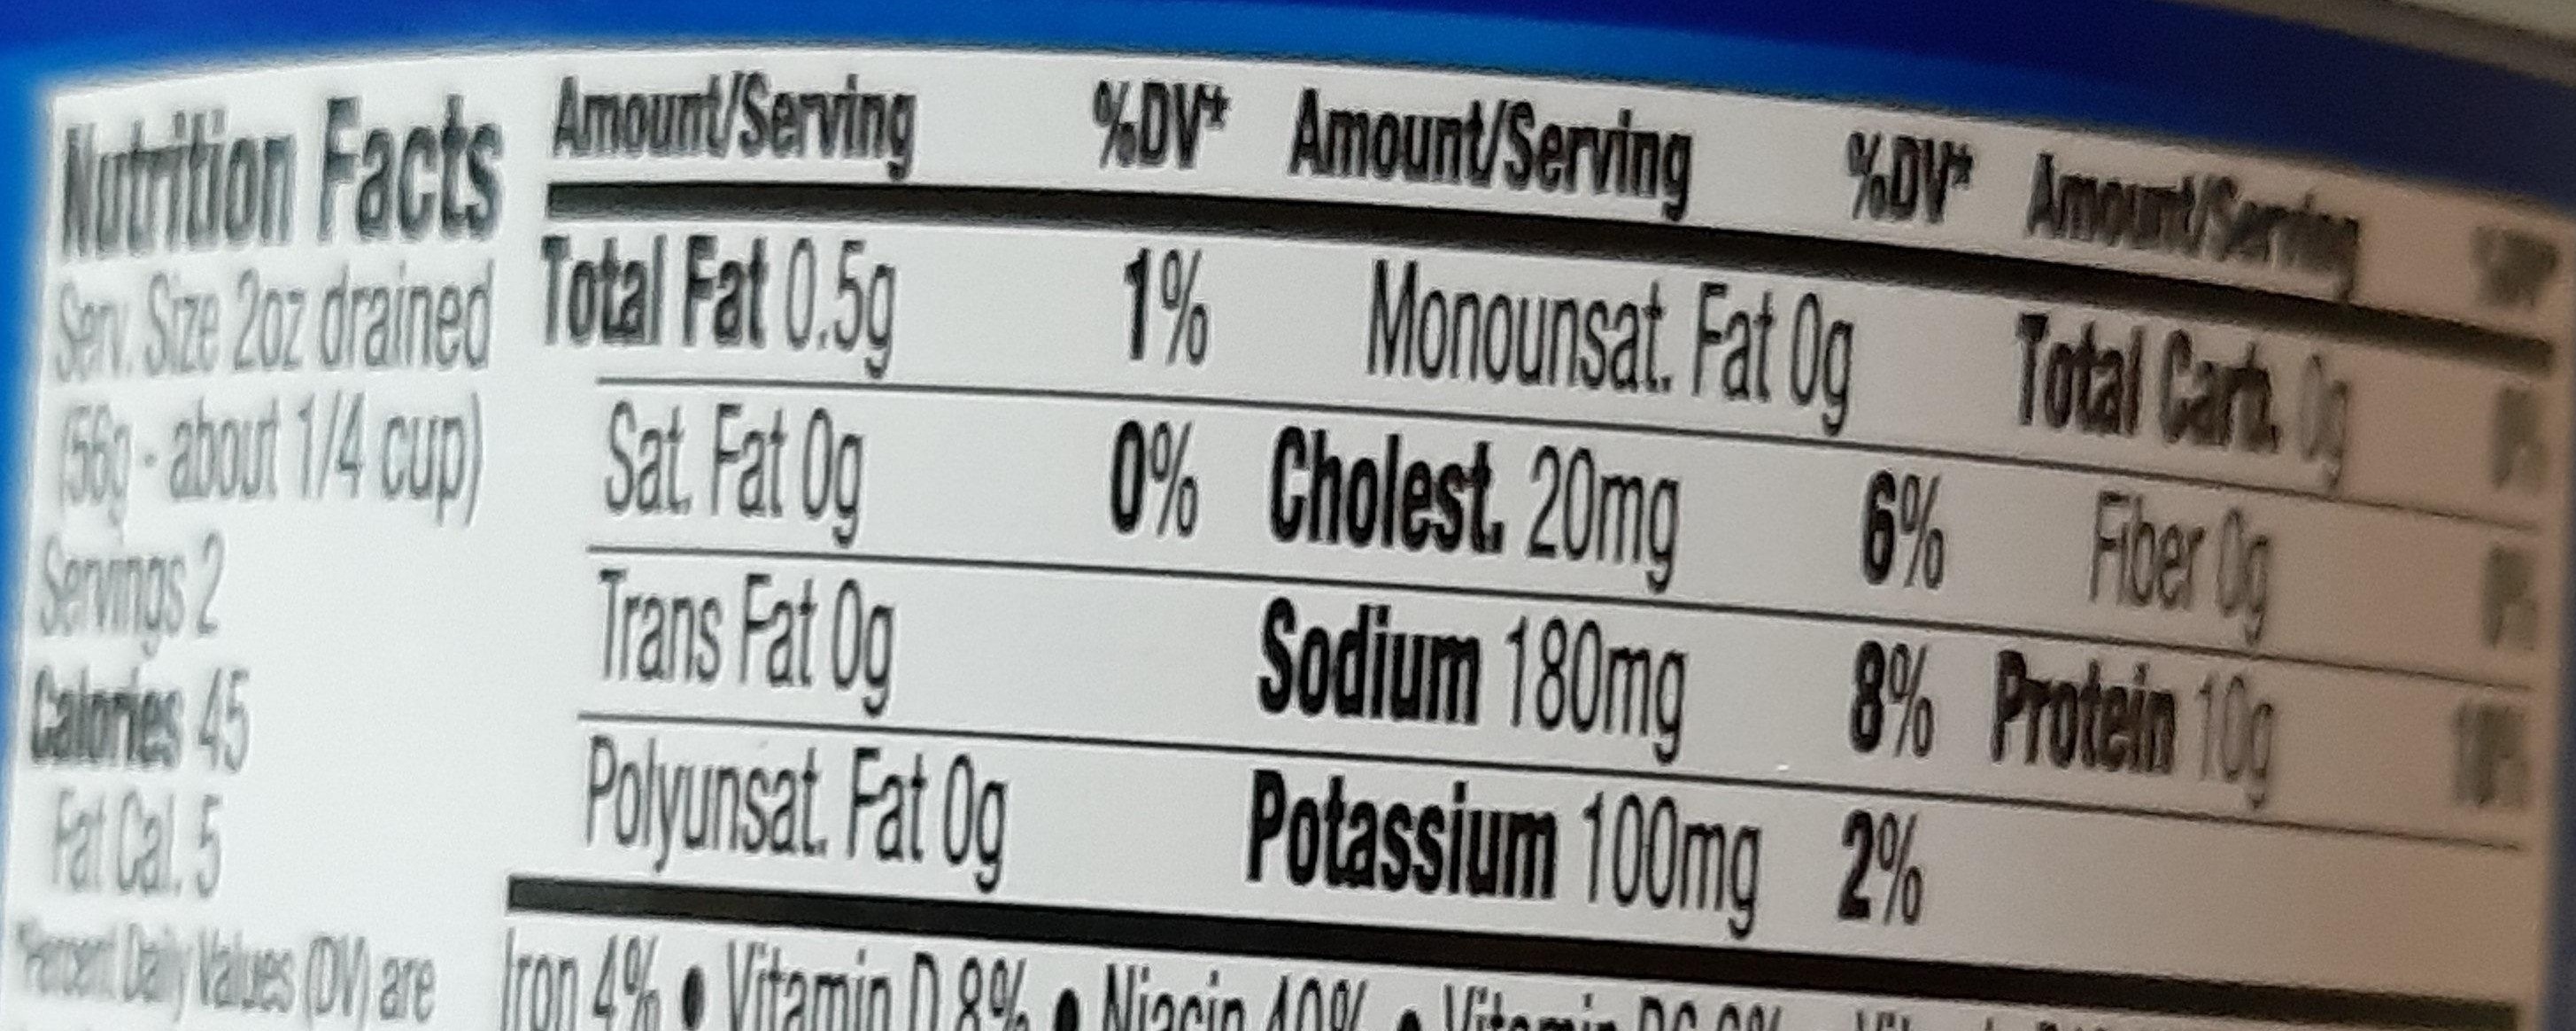 Nutrition Facts
Serv. Size 2oz drained
(56g - about 1/4 cup)
Servings 2
Calories 45
Fat Cal. 5
*Percent Daily Values (DV) are
Amount/Serving %DV* Amount/Serving %DV* Amount/Serving
Total Fat 0.5g 1% Monounsat. Fat 0g Total Carb. 0g
Sat. Fat 0g 0% Cholest. 20mg 6% Fiber 0g
Trans Fat 0g Sodium 180mg 8% Protein 10g
Polyunsat. Fat 0g Potassium 100mg 2%
Iron 4% • Vitamin D 8% • Niacin 40% • Vitamin